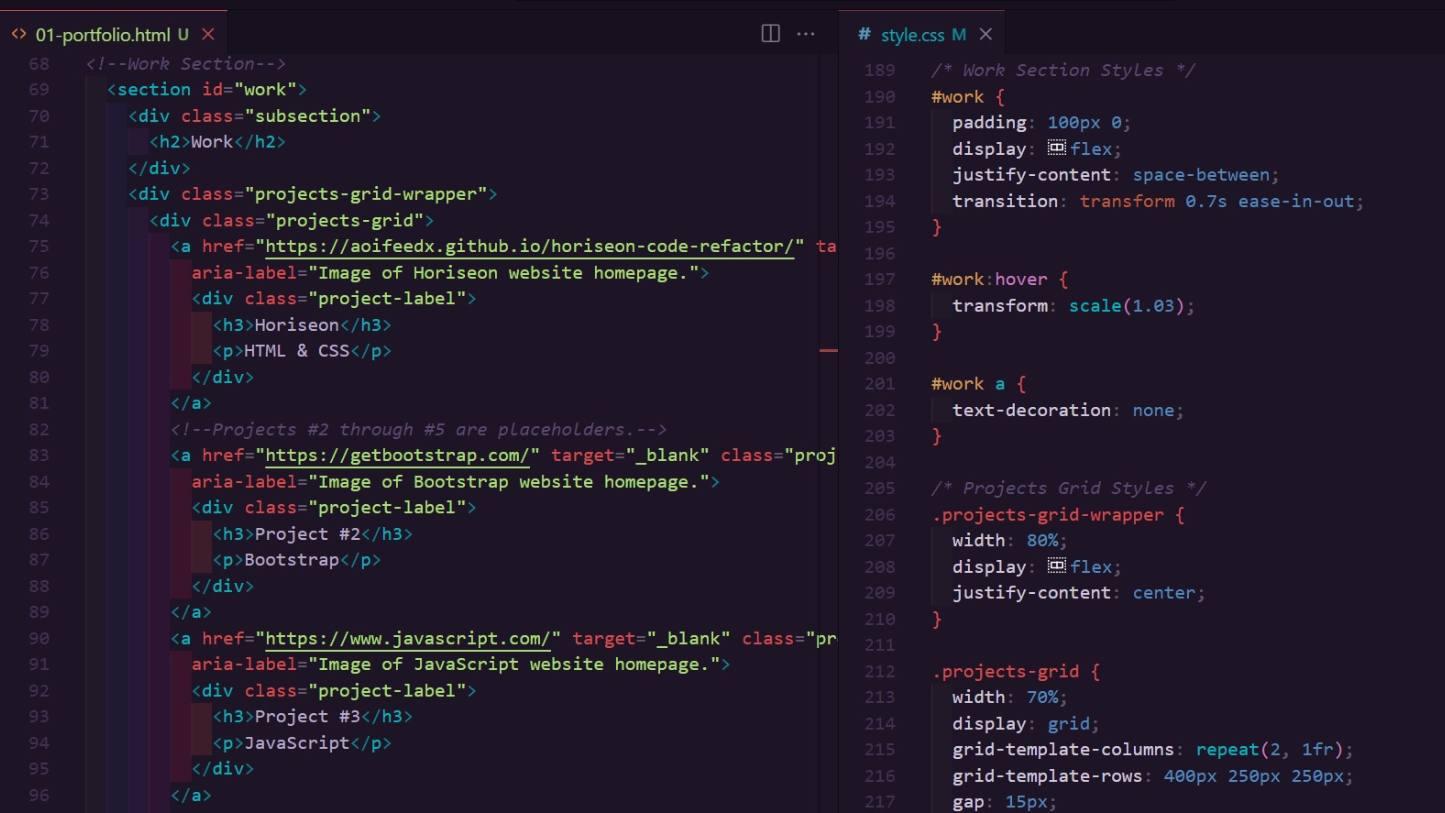 01-portfolio.html U
68 <!--Work Section-->
69 <section id="work">
70 <div class="subsection">
71 <h2>Work</h2>
72 </div>
73 <div class="projects-grid-wrapper">
74 <div class="projects-grid">
75 <a href="https://aoifeedx.github.io/horiseon-code-refactor/" ta
76 aria-label="Image of Horiseon website homepage.">
77 <div class="project-label">
78 <h3>Horiseon</h3>
79 <p>HTML & CSS</p>
80 </div>
81 </a>
82 <!--Projects #2 through #5 are placeholders.-->
83 <a href="https://getbootstrap.com/" target="_blank" class="proj
84 aria-label="Image of Bootstrap website homepage.">
85 <div class="project-label">
86 <h3>Project #2</h3>
87 <p>Bootstrap</p>
88 </div>
89 </a>
90 <a href="https://www.javascript.com/" target="_blank" class="pr
91 aria-label="Image of JavaScript website homepage.">
92 <div class="project-label">
93 <h3>Project #3</h3>
94 <p>JavaScript</p>
95 </div>
96 </a>
# style.css M
189 /* Work Section Styles */
190 #work {
191 padding: 100px 0;
192 display: flex;
193 justify-content: space-between;
194 transition: transform 0.7s ease-in-out;
195 }
196
197 #work:hover {
198 transform: scale(1.03);
199 }
200
201 #work a {
202 text-decoration: none;
203 }
204
205 /* Projects Grid Styles */
206 .projects-grid-wrapper {
207 width: 80%;
208 display: flex;
209 justify-content: center;
210 }
211
212 .projects-grid {
213 width: 70%;
214 display: grid;
215 grid-template-columns: repeat(2, 1fr);
216 grid-template-rows: 400px 250px 250px;
217 gap: 15px;